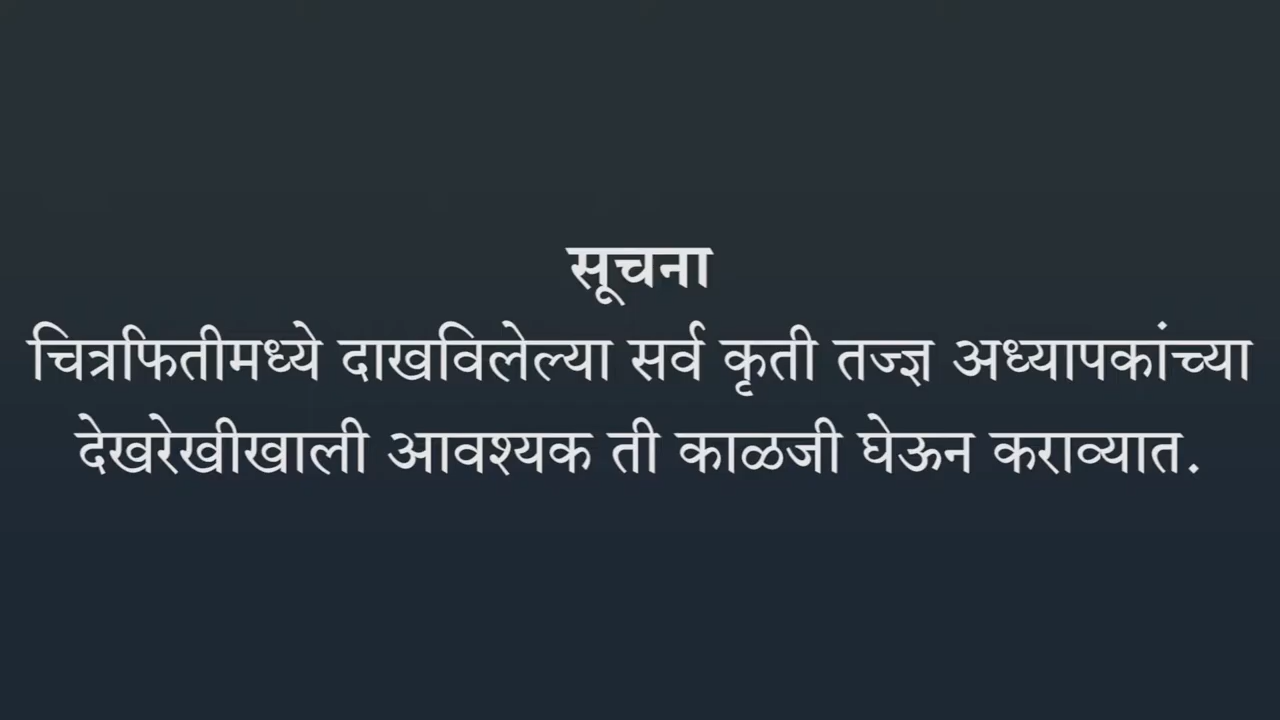 सूचना
चित्रफितीमध्ये दाखविलेल्या सर्व कृती तज्ज्ञ अध्यापकांच्या
देखरेखीखाली आवश्यक ती काळजी घेऊन कराव्यात.